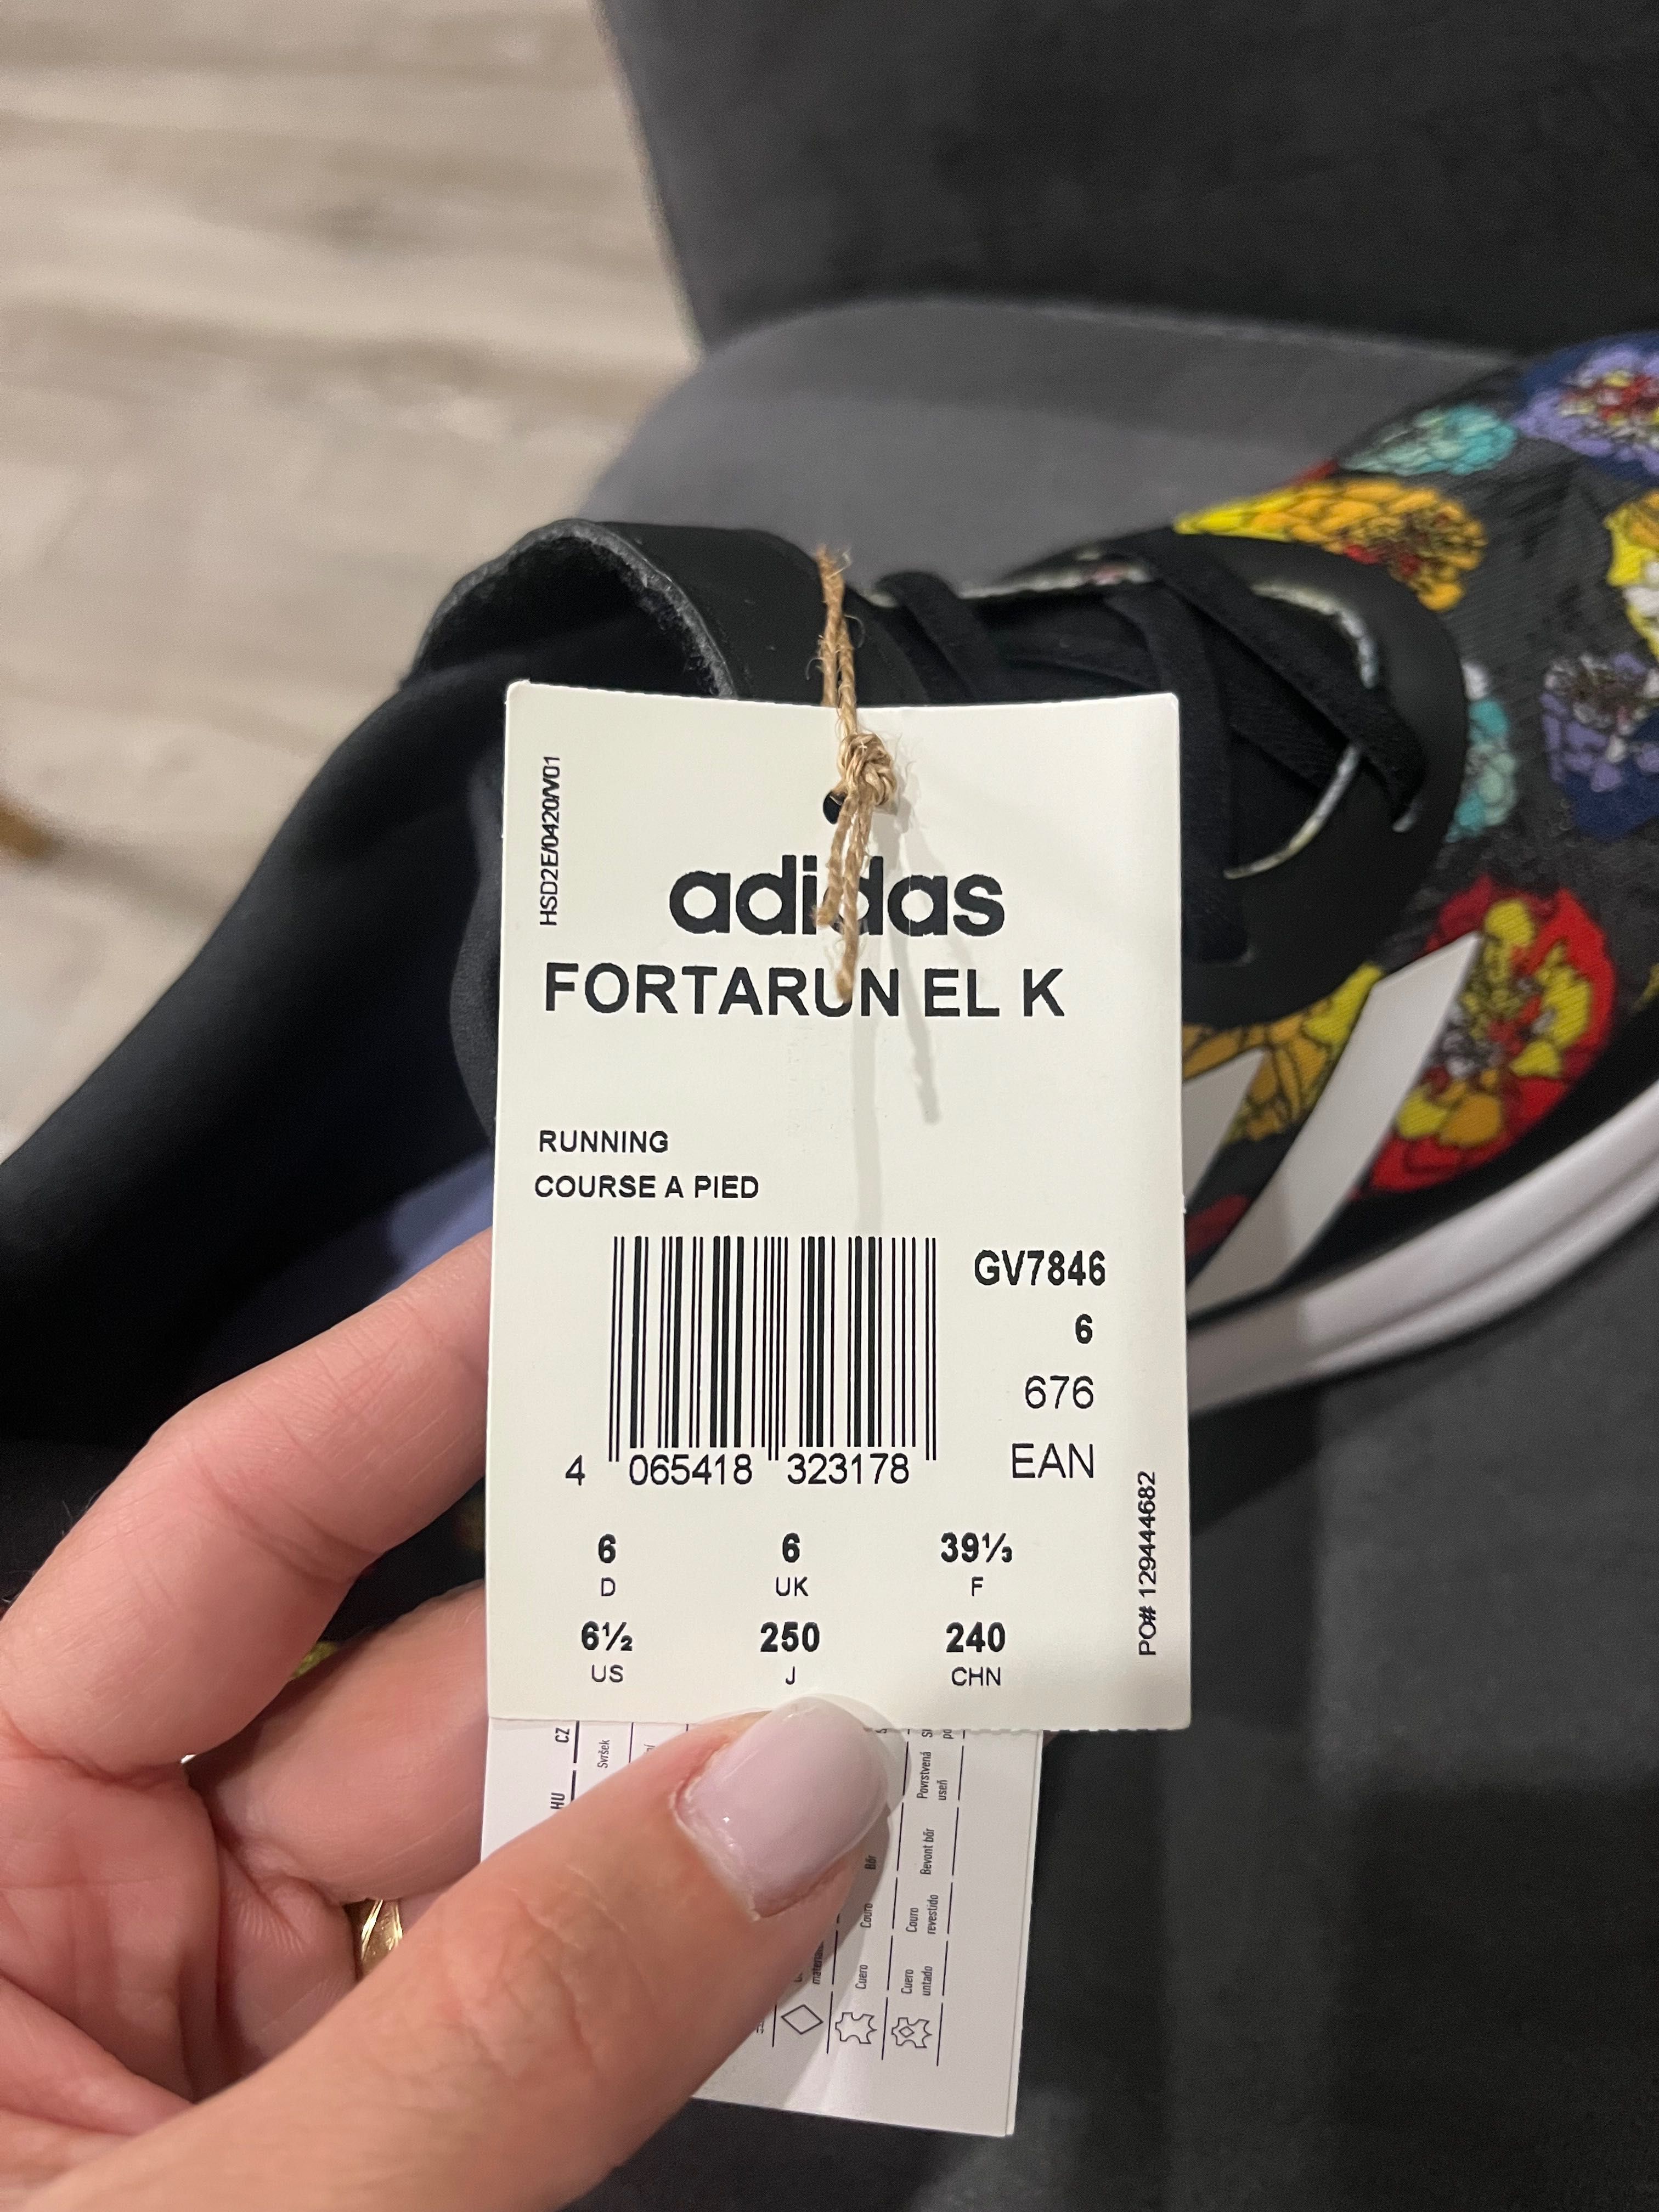 HSD2E/0420/V01
adidas
FORTARUN EL K
RUNNING
COURSE A PIED
GV7846
6
676
EAN
4 065418 323178
6 6 39⅓
D UK F
6½ 250 240
US J CHN
PO# 129444682
HU CZ
Svršek
Bőr
Couro
Cuero
Povrstvená
useň
Bevont bőr
Couro
revestido
Cuero
untado